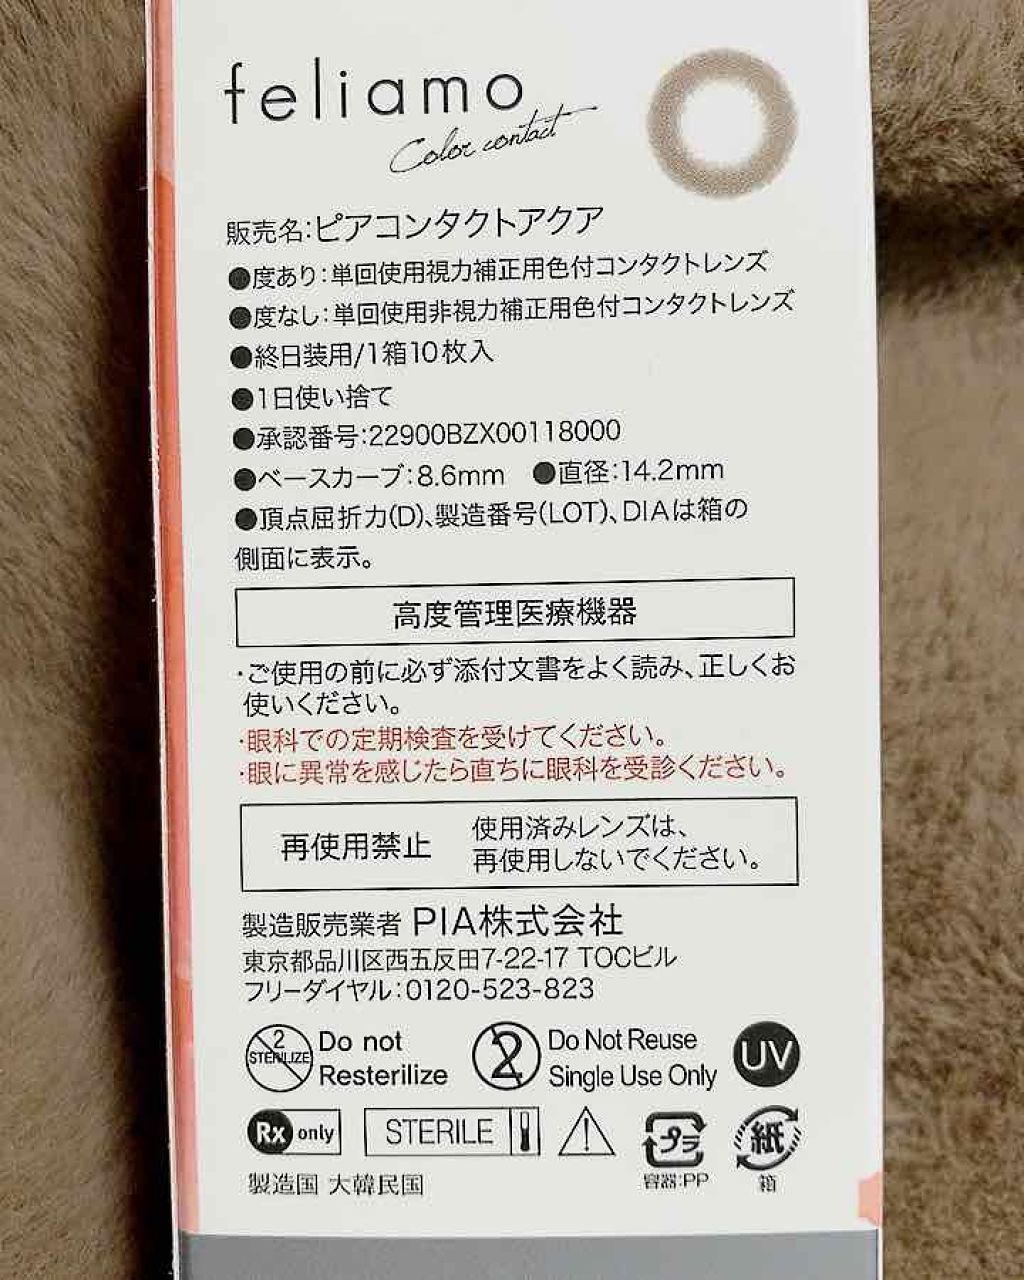 feliamo
Color contact
販売名:ピアコンタクトアクア
●度あり:単回使用視力補正用色付コンタクトレンズ
●度なし:単回使用非視力補正用色付コンタクトレンズ
●終日装用/1箱10枚入
●1日使い捨て
●承認番号:22900BZX00118000
●ベースカーブ:8.6mm ●直径:14.2mm
●頂点屈折力(D)、製造番号(LOT)、DIAは箱の
側面に表示。
高度管理医療機器
・ご使用の前に必ず添付文書をよく読み、正しくお
使いください。
・眼科での定期検査を受けてください。
・眼に異常を感じたら直ちに眼科を受診ください。
再使用禁止
使用済みレンズは、
再使用しないでください。
製造販売業者 PIA株式会社
東京都品川区西五反田7-22-17 TOCビル
フリーダイヤル:0120-523-823
2
STERILIZE
Do not
Resterilize
2
Do Not Reuse
Single Use Only
UV
Rx only
STERILE
プラ
容器:PP
紙
箱
製造国 大韓民国